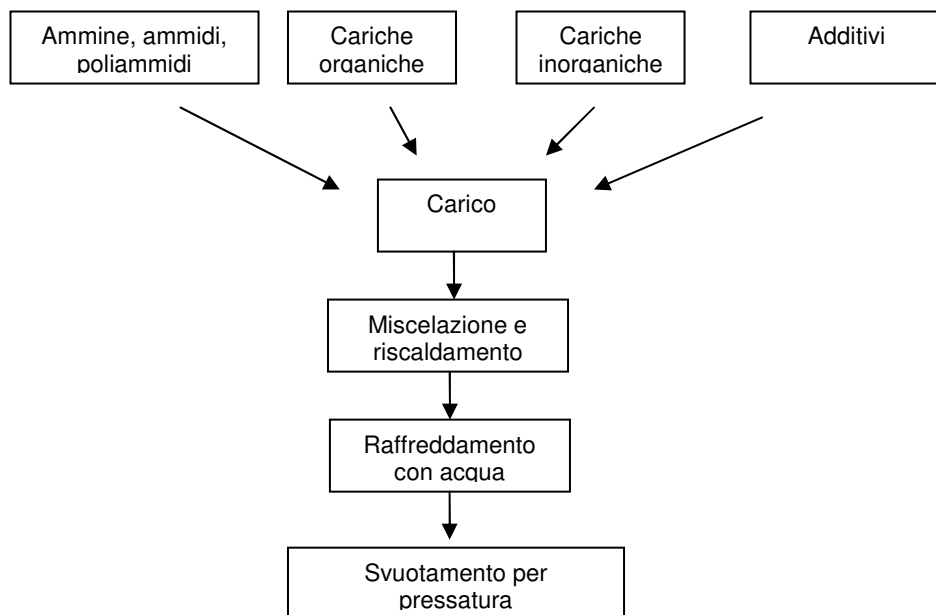 Ammine, ammidi,
poliammidi
Cariche
organiche
Cariche
inorganiche
Additivi
Carico
Miscelazione e
riscaldamento
Raffreddamento
con acqua
Svuotamento per
pressatura